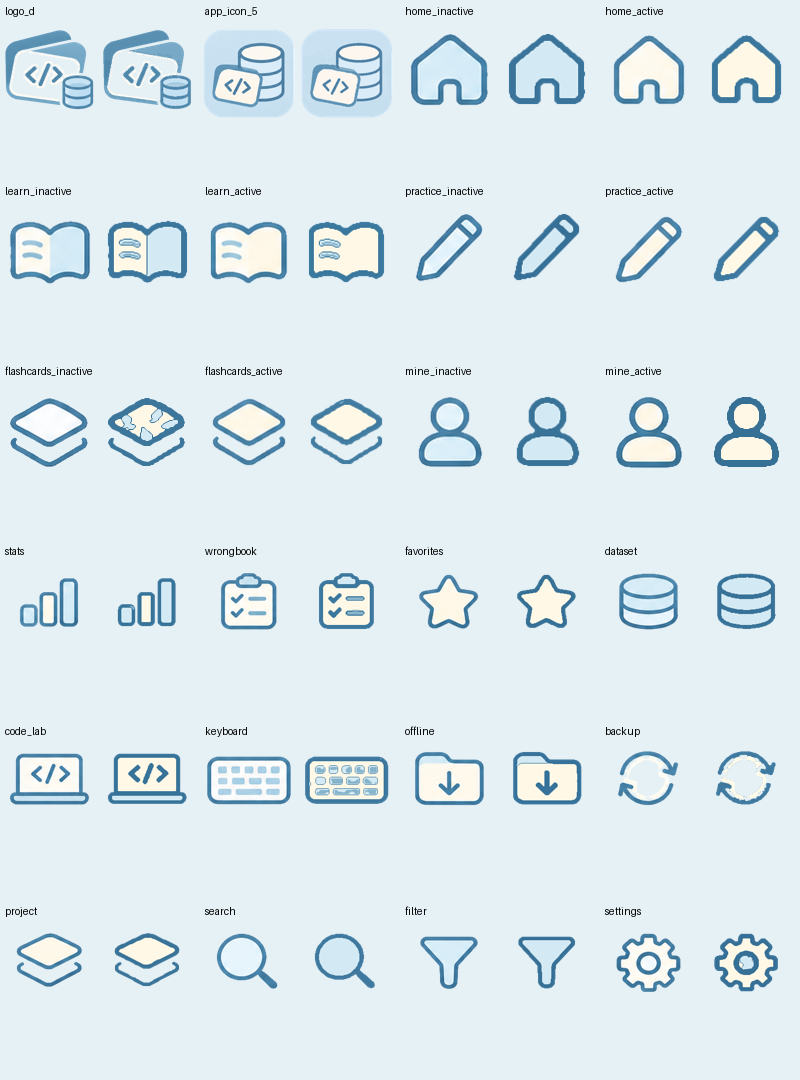 logo_d
app_icon_5
home_inactive
home_active
</>
</>
</>
</>
learn_inactive
learn_active
practice_inactive
practice_active
flashcards_inactive
flashcards_active
mine_inactive
mine_active
stats
wrongbook
favorites
dataset
code_lab
keyboard
offline
backup
</>
</>
project
search
filter
settings